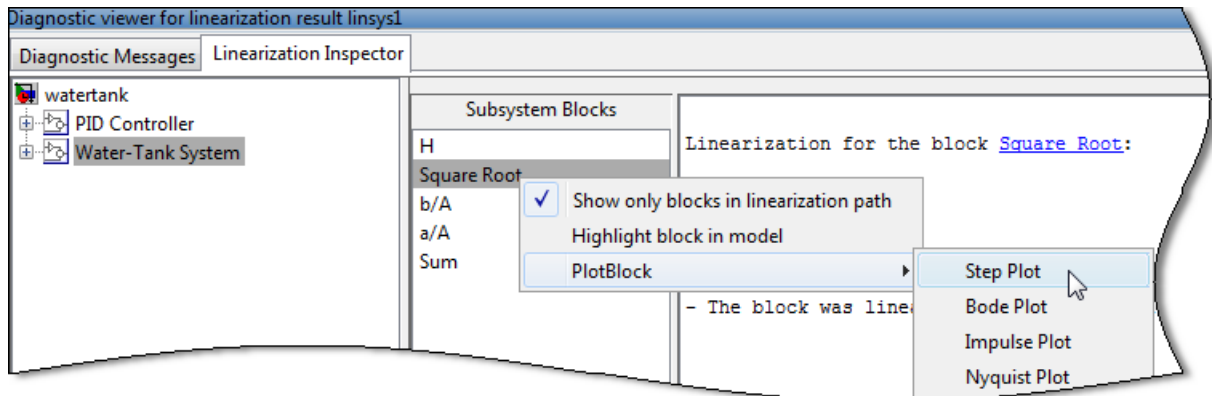 Diagnostic viewer for linearization result linsys1
Diagnostic Messages
Linearization Inspector
watertank
PID Controller
Water-Tank System
Subsystem Blocks
H
Square Root
b/A
a/A
Sum
Linearization for the block Square Root:
Show only blocks in linearization path
Highlight block in model
PlotBlock
Step Plot
Bode Plot
Impulse Plot
Nyquist Plot
- The block was